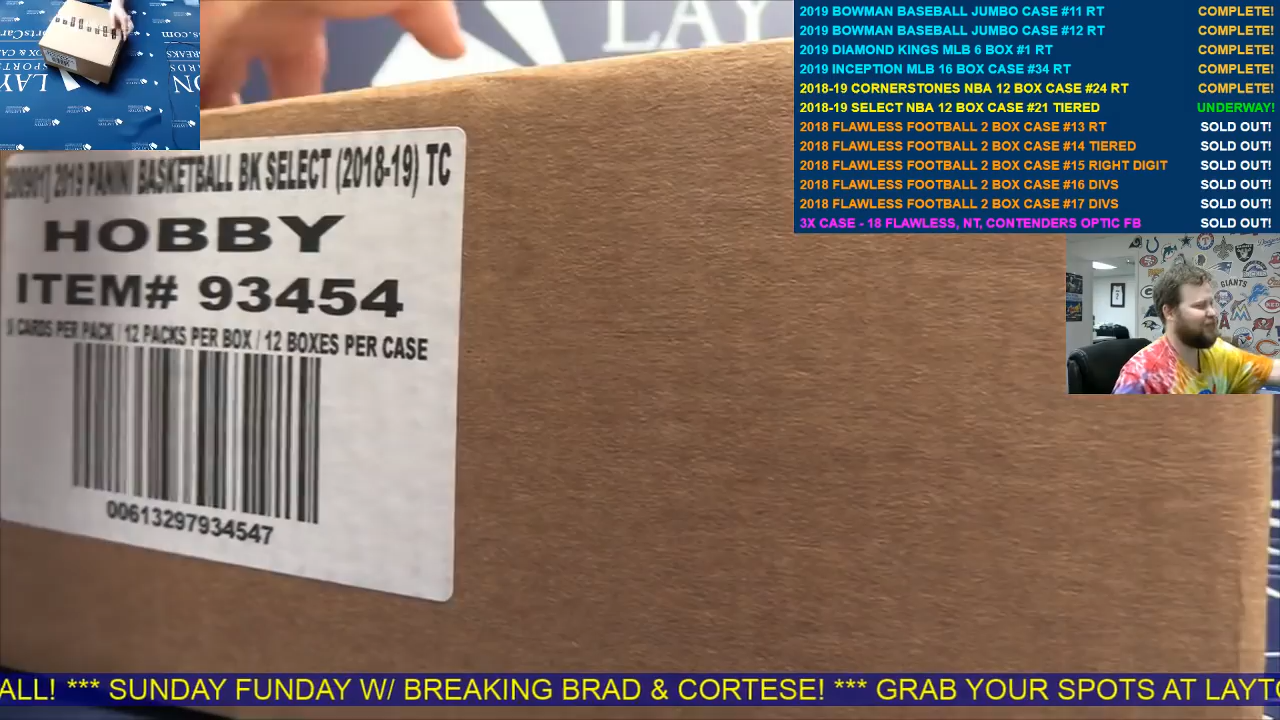 2019 BOWMAN BASEBALL JUMBO CASE #11 RT COMPLETE!
2019 BOWMAN BASEBALL JUMBO CASE #12 RT COMPLETE!
2019 DIAMOND KINGS MLB 6 BOX #1 RT COMPLETE!
2019 INCEPTION MLB 16 BOX CASE #34 RT COMPLETE!
2018-19 CORNERSTONES NBA 12 BOX CASE #24 RT COMPLETE!
2018-19 SELECT NBA 12 BOX CASE #21 TIERED UNDERWAY!
2018 FLAWLESS FOOTBALL 2 BOX CASE #13 RT SOLD OUT!
2018 FLAWLESS FOOTBALL 2 BOX CASE #14 TIERED SOLD OUT!
2018 FLAWLESS FOOTBALL 2 BOX CASE #15 RIGHT DIGIT SOLD OUT!
2018 FLAWLESS FOOTBALL 2 BOX CASE #16 DIVS SOLD OUT!
2018 FLAWLESS FOOTBALL 2 BOX CASE #17 DIVS SOLD OUT!
3X CASE - 18 FLAWLESS, NT, CONTENDERS OPTIC FB SOLD OUT!
LAY
GIANTS
2019 PANINI BASKETBALL BK SELECT (2018-19) TC
HOBBY
ITEM# 93454
CARDS PER PACK / 12 PACKS PER BOX / 12 BOXES PER CASE
00613297934547
ALL! *** SUNDAY FUNDAY W/ BREAKING BRAD & CORTESE! *** GRAB YOUR SPOTS AT LAYTO